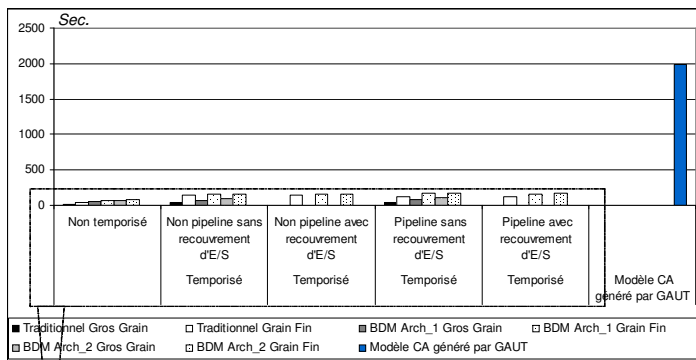 Sec.
2500
2000
1500
1000
500
0
Non temporisé
Non pipeline sans
recouvrement
d'E/S
Temporisé
Non pipeline avec
recouvrement
d'E/S
Temporisé
Pipeline sans
recouvrement
d'E/S
Temporisé
Pipeline avec
recouvrement
d'E/S
Temporisé
Modèle CA
généré par GAUT
Traditionnel Gros Grain
Traditionnel Grain Fin
BDM Arch_1 Gros Grain
BDM Arch_1 Grain Fin
BDM Arch_2 Gros Grain
BDM Arch_2 Grain Fin
Modèle CA généré par GAUT